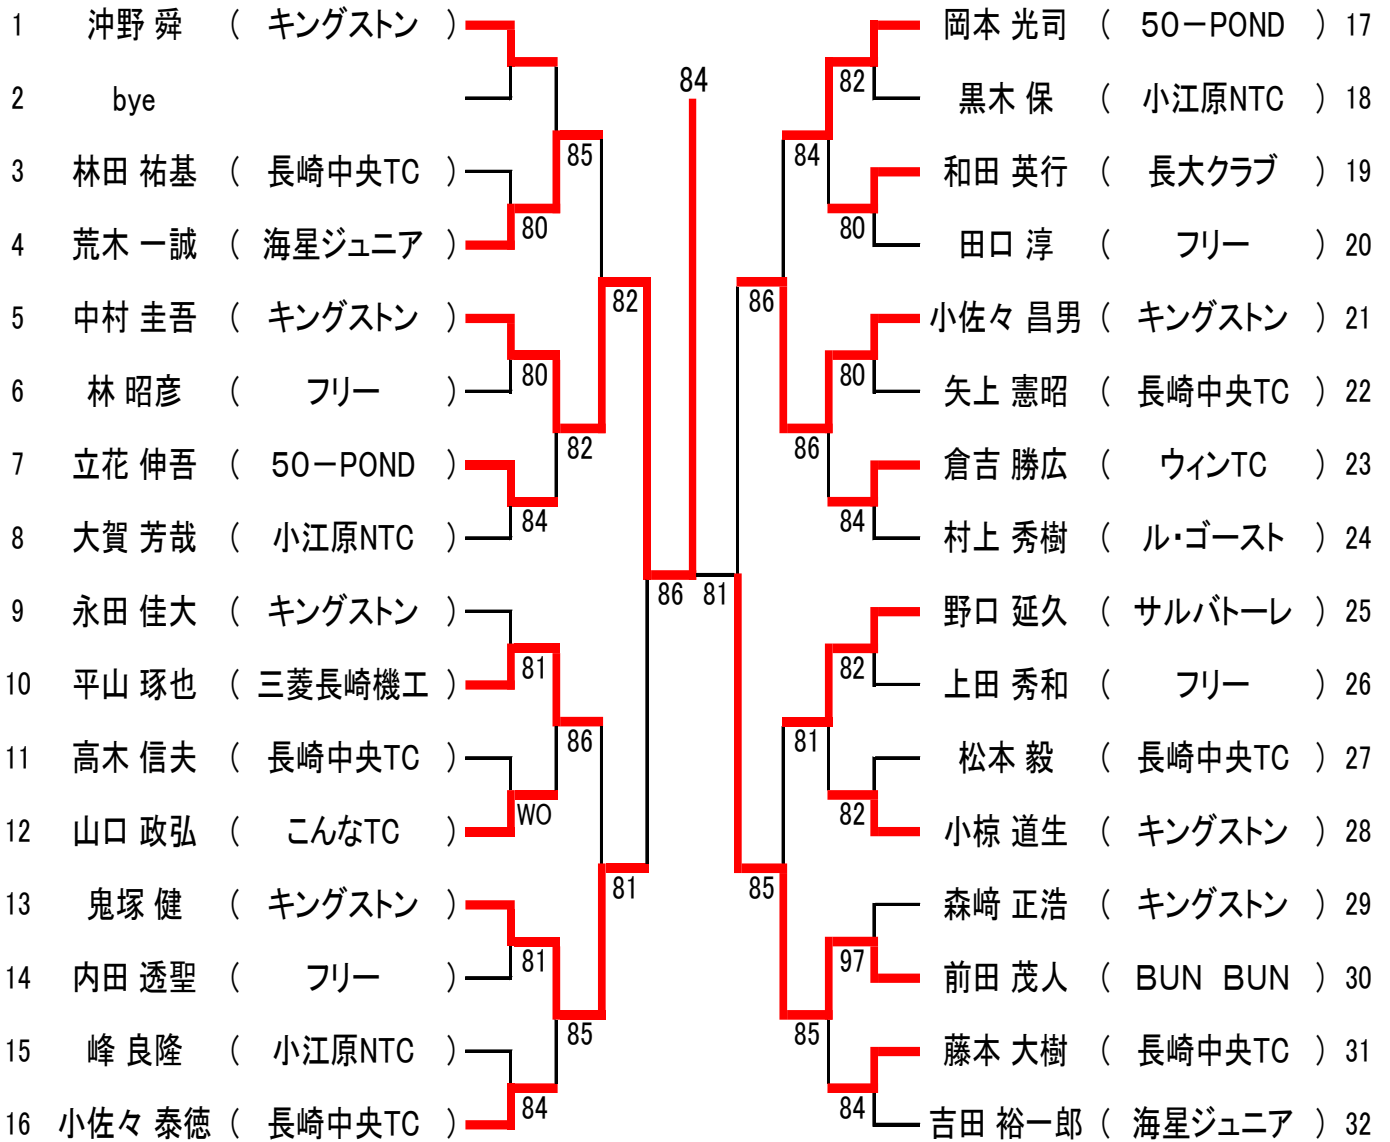 1 沖野 舜 ( キングストン )
2 bye
3 林田 祐基 ( 長崎中央TC )
4 荒木 一誠 ( 海星ジュニア )
5 中村 圭吾 ( キングストン )
6 林 昭彦 ( フリー )
7 立花 伸吾 ( 50－POND )
8 大賀 芳哉 ( 小江原NTC )
9 永田 佳大 ( キングストン )
10 平山 琢也 ( 三菱長崎機工 )
11 高木 信夫 ( 長崎中央TC )
12 山口 政弘 ( こんなTC )
13 鬼塚 健 ( キングストン )
14 内田 透聖 ( フリー )
15 峰 良隆 ( 小江原NTC )
16 小佐々 泰徳 ( 長崎中央TC )
80
80
84
81
WO
81
84
85
82
86
85
82
81
86
84
81
86
85
84
86
81
85
82
80
80
84
82
82
97
84
岡本 光司 ( 50－POND ) 17
黒木 保 ( 小江原NTC ) 18
和田 英行 ( 長大クラブ ) 19
田口 淳 ( フリー ) 20
小佐々 昌男 ( キングストン ) 21
矢上 憲昭 ( 長崎中央TC ) 22
倉吉 勝広 ( ウィンTC ) 23
村上 秀樹 ( ル・ゴースト ) 24
野口 延久 ( サルバトーレ ) 25
上田 秀和 ( フリー ) 26
松本 毅 ( 長崎中央TC ) 27
小椋 道生 ( キングストン ) 28
森﨑 正浩 ( キングストン ) 29
前田 茂人 ( BUN BUN ) 30
藤本 大樹 ( 長崎中央TC ) 31
吉田 裕一郎 ( 海星ジュニア ) 32